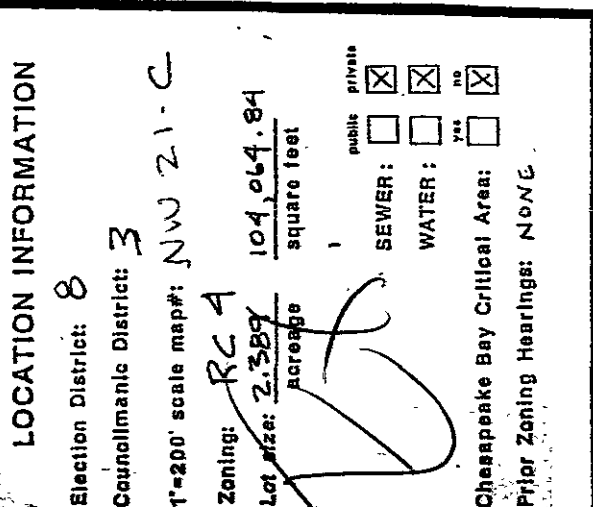 LOCATION INFORMATION
Election District: 8
Councilmanic District: 3
1"=200' scale map#: NW 21-C
Zoning: RC 4
Lot size: 2.389 104,064.84
acreage square feet
public private
SEWER: ☐ ☒
WATER: ☐ ☒
yes no
Chesapeake Bay Critical Area: ☐ ☒
Prior Zoning Hearings: NONE.